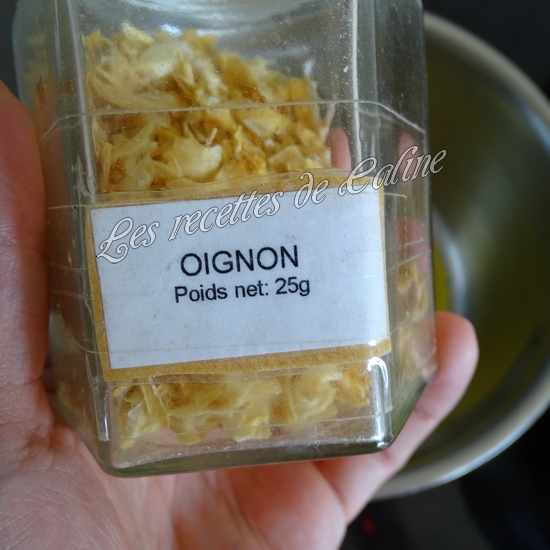 Les recettes de Caline
OIGNON
Poids net: 25g